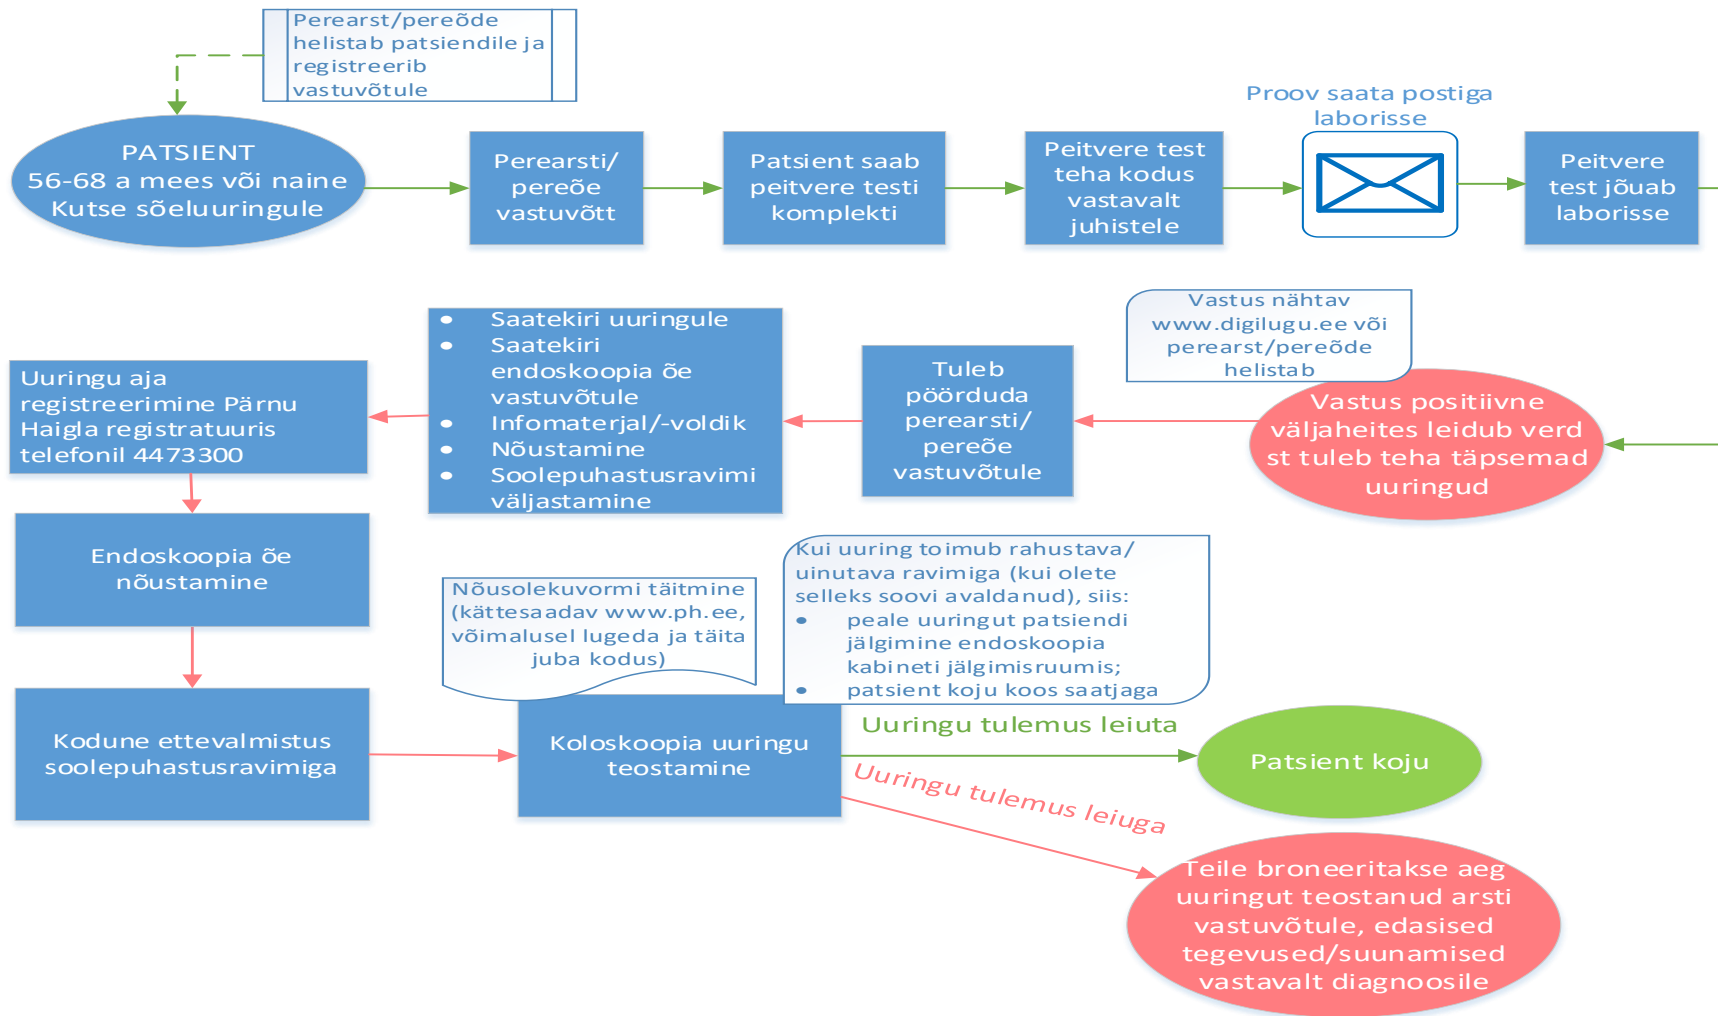 Perearst/pereõde
helistab patsiendile ja
registreerib
vastuvõtule
PATSIENT
56-68 a mees või naine
Kutse sõeluuringule
Perearsti/
pereõe
vastuvõtt
Patsient saab
peitvere testi
komplekti
Peitvere test
teha kodus
vastavalt
juhistele
Proov saata postiga
laborisse
Peitvere
test jõuab
laborisse
Vastus nähtav
www.digilugu.ee või
perearst/pereõde
helistab
Vastus positiivne
väljaheites leidub verd
st tuleb teha täpsemad
uuringud
Tuleb
pöörduda
perearsti/
pereõe
vastuvõtule
• Saatekiri uuringule
• Saatekiri
endoskoopia õe
vastuvõtule
• Infomaterjal/-voldik
• Nõustamine
• Soolepuhastusravimi
väljastamine
Uuringu aja
registreerimine Pärnu
Haigla registratuuris
telefonil 4473300
Endoskoopia õe
nõustamine
Kodune ettevalmistus
soolepuhastusravimiga
Nõusolekuvormi täitmine
(kättesaadav www.ph.ee,
võimalusel lugeda ja täita
juba kodus)
Koloskoopia uuringu
teostamine
Kui uuring toimub rahustava/
uinutava ravimiga (kui olete
selleks soovi avaldanud), siis:
• peale uuringut patsiendi
jälgimine endoskoopia
kabineti jälgimisruumis;
• patsient koju koos saatjaga
Uuringu tulemus leiuta
Patsient koju
Uuringu tulemus leiuga
Teile broneeritakse aeg
uuringut teostanud arsti
vastuvõtule, edasised
tegevused/suunamised
vastavalt diagnoosile